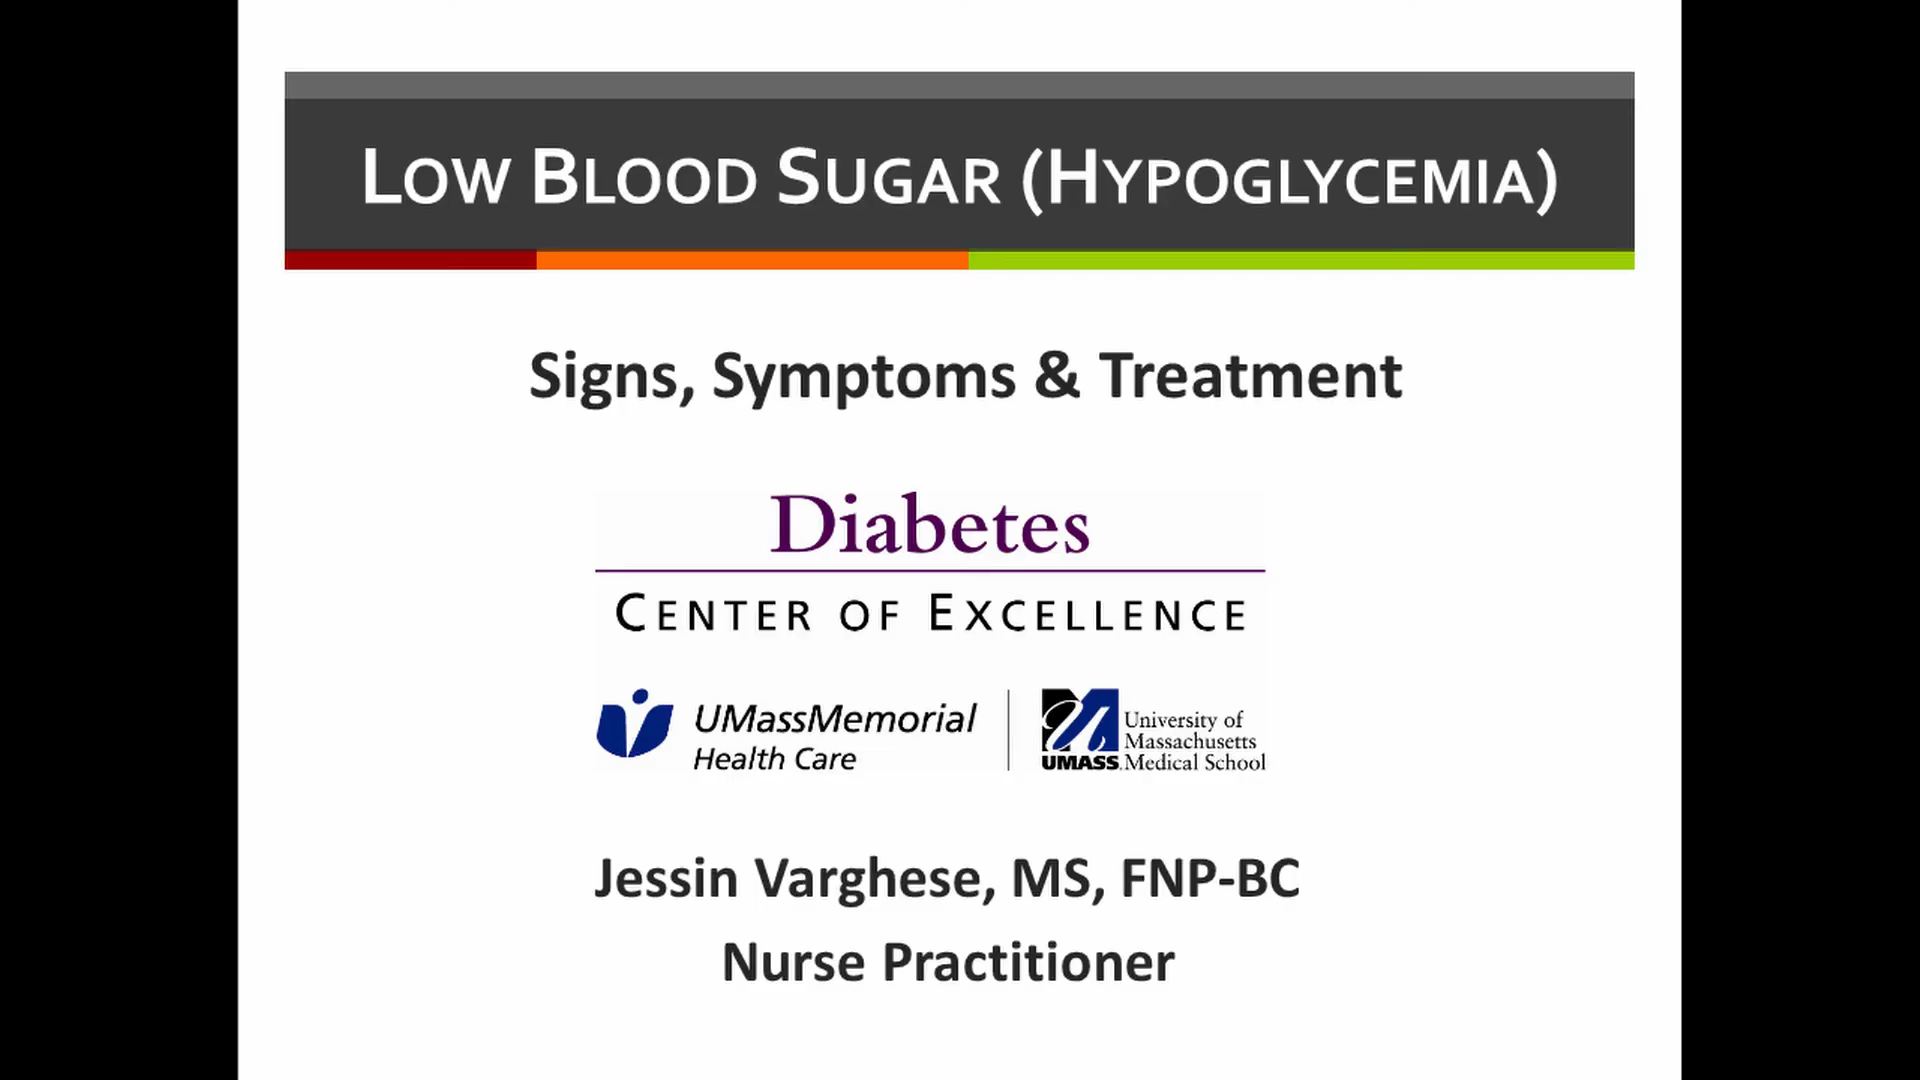 LOW BLOOD SUGAR (HYPOGLYCEMIA)
Signs, Symptoms & Treatment
Diabetes
CENTER OF EXCELLENCE
UMassMemorial
Health Care
University of
Massachusetts
UMASS Medical School
Jessin Varghese, MS, FNP-BC
Nurse Practitioner